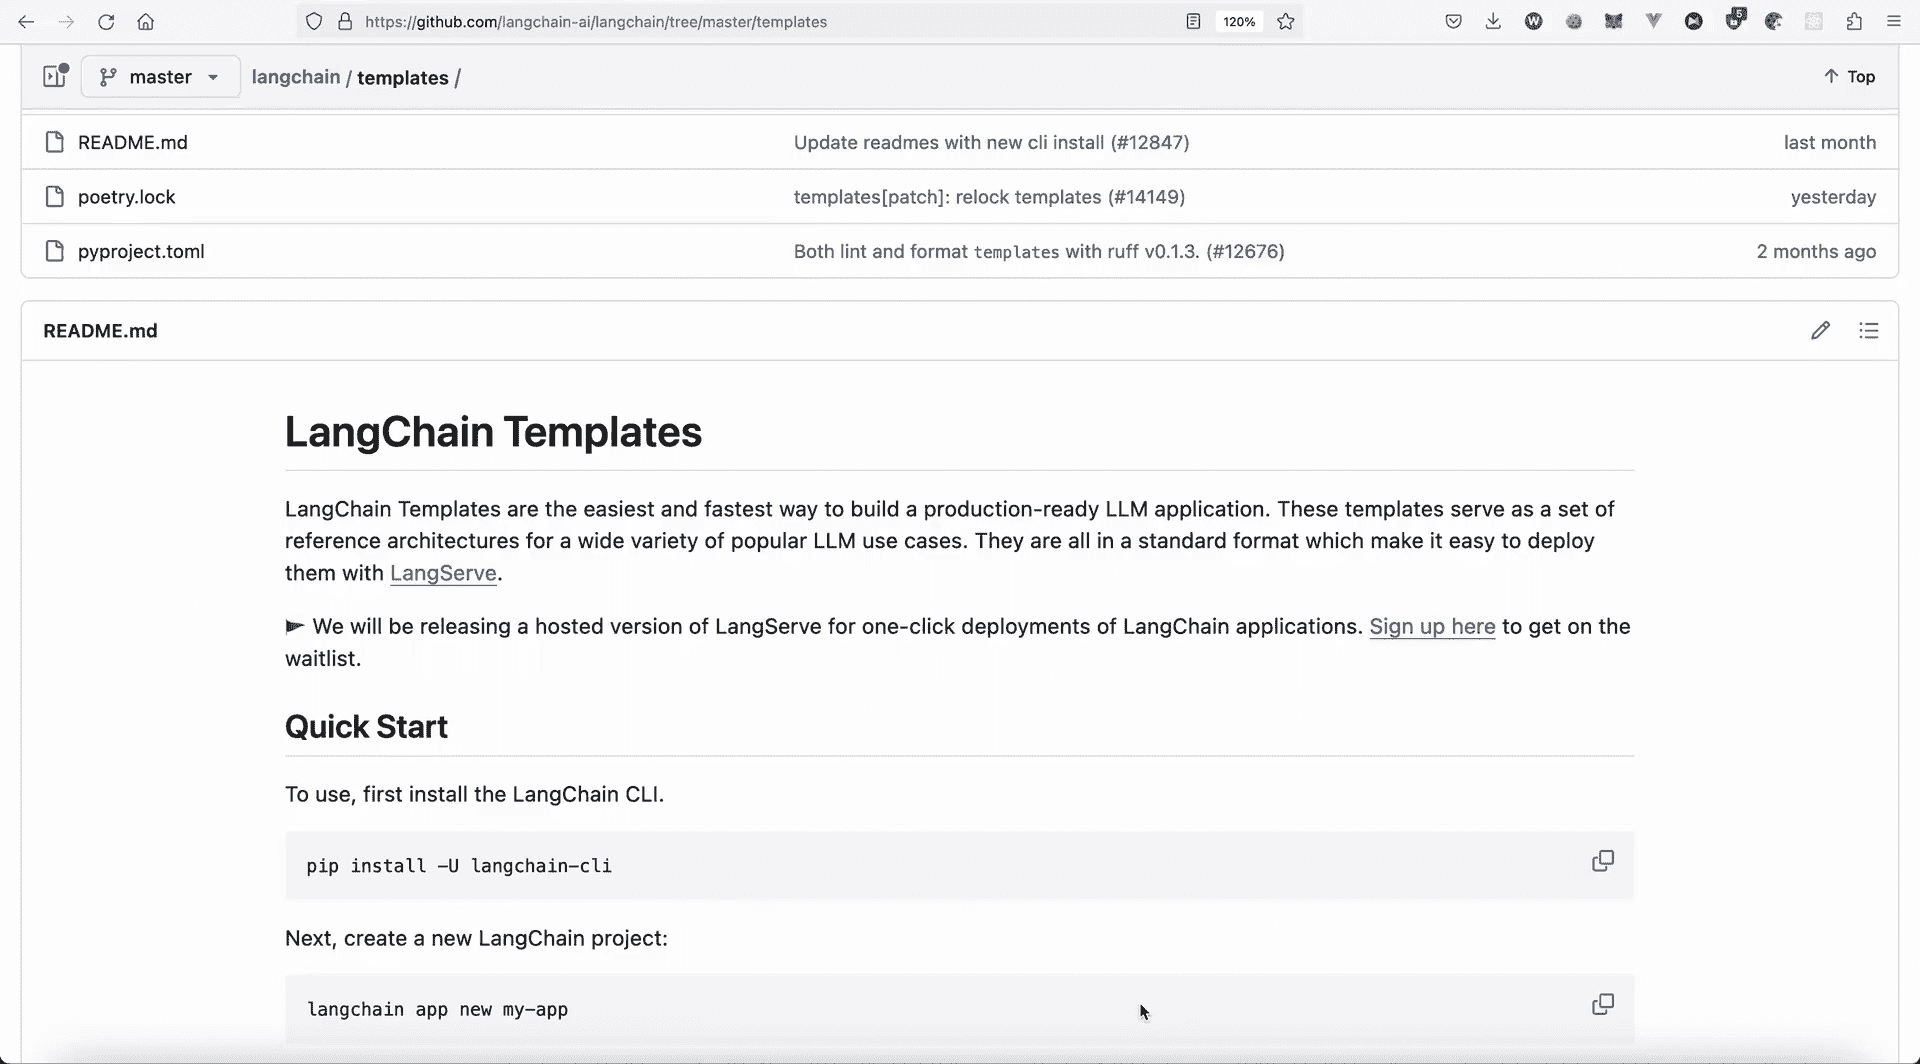 https://github.com/langchain-ai/langchain/tree/master/templates
120%
W
5
master
langchain / templates /
Top
README.md
Update readmes with new cli install (#12847)
last month
poetry.lock
templates[patch]: relock templates (#14149)
yesterday
pyproject.toml
Both lint and format templates with ruff v0.1.3. (#12676)
2 months ago
README.md
LangChain Templates
LangChain Templates are the easiest and fastest way to build a production-ready LLM application. These templates serve as a set of
reference architectures for a wide variety of popular LLM use cases. They are all in a standard format which make it easy to deploy
them with LangServe.
We will be releasing a hosted version of LangServe for one-click deployments of LangChain applications. Sign up here to get on the
waitlist.
Quick Start
To use, first install the LangChain CLI.
pip install -U langchain-cli
Next, create a new LangChain project:
langchain app new my-app